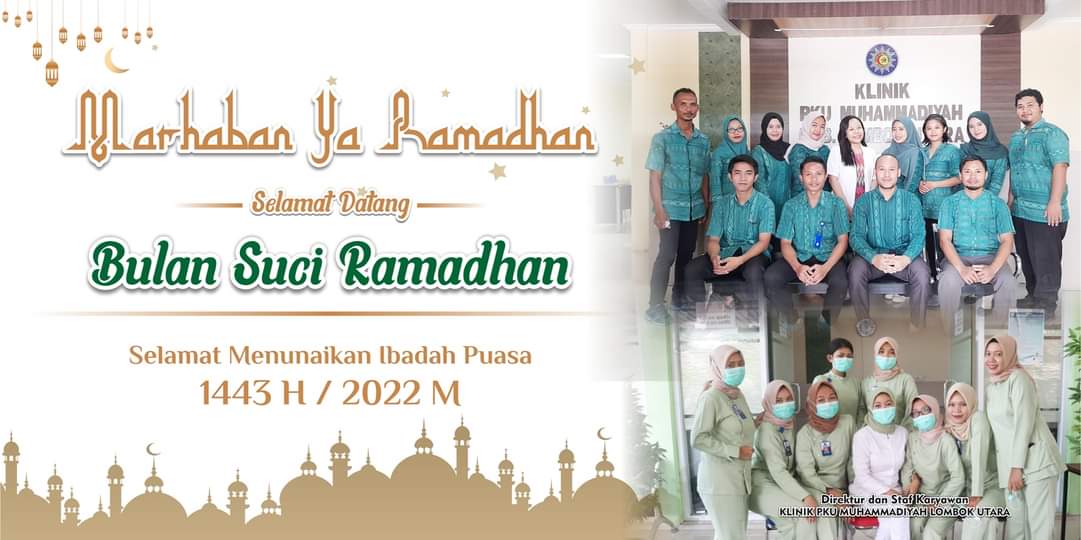 Marhaban Ya Ramadhan
Selamat Datang
Bulan Suci Ramadhan
Selamat Menunaikan Ibadah Puasa
1443 H / 2022 M
KLINIK
PKU MUHAMMADIYAH
UTARA
Direktur dan Staf Karyawan
KLINIK PKU MUHAMMADIYAH LOMBOK UTARA